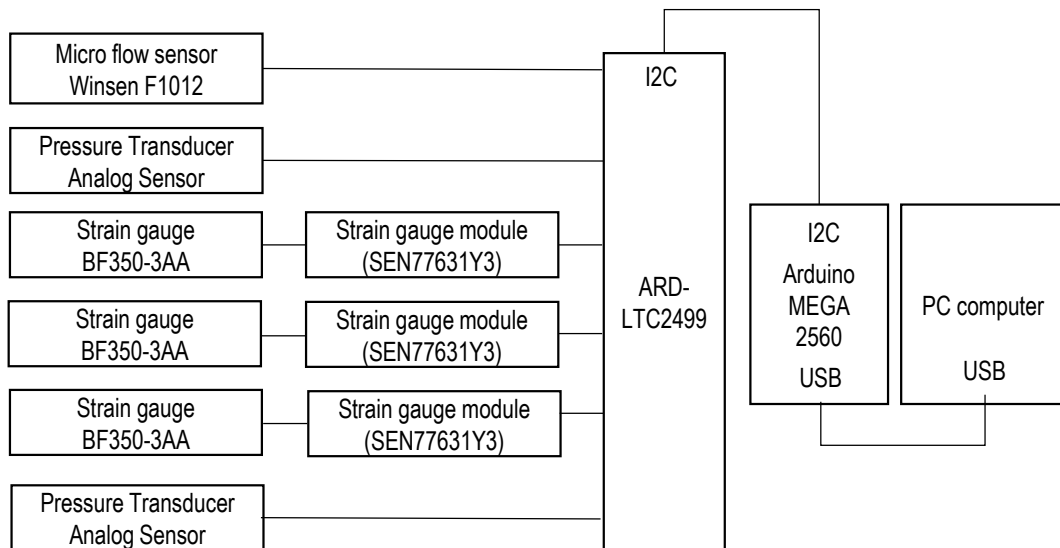 Micro flow sensor
Winsen F1012
I2C
Pressure Transducer
Analog Sensor
Strain gauge
BF350-3AA
Strain gauge module
(SEN77631Y3)
Strain gauge
BF350-3AA
Strain gauge module
(SEN77631Y3)
Strain gauge
BF350-3AA
Strain gauge module
(SEN77631Y3)
Pressure Transducer
Analog Sensor
ARD-
LTC2499
I2C
Arduino
MEGA
2560
USB
PC computer
USB